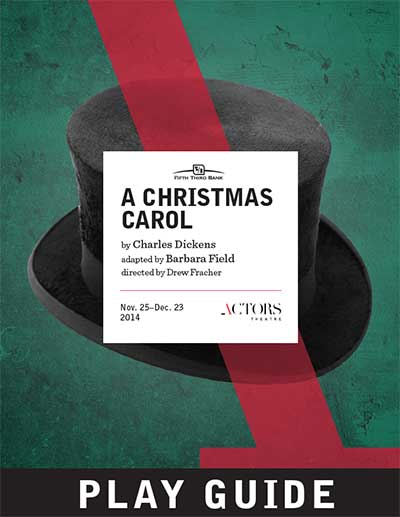 FIFTH THIRD BANK
A CHRISTMAS
CAROL
by Charles Dickens
adapted by Barbara Field
directed by Drew Fracher
Nov. 25–Dec. 23
2014
ACTORS
THEATRE
PLAY GUIDE